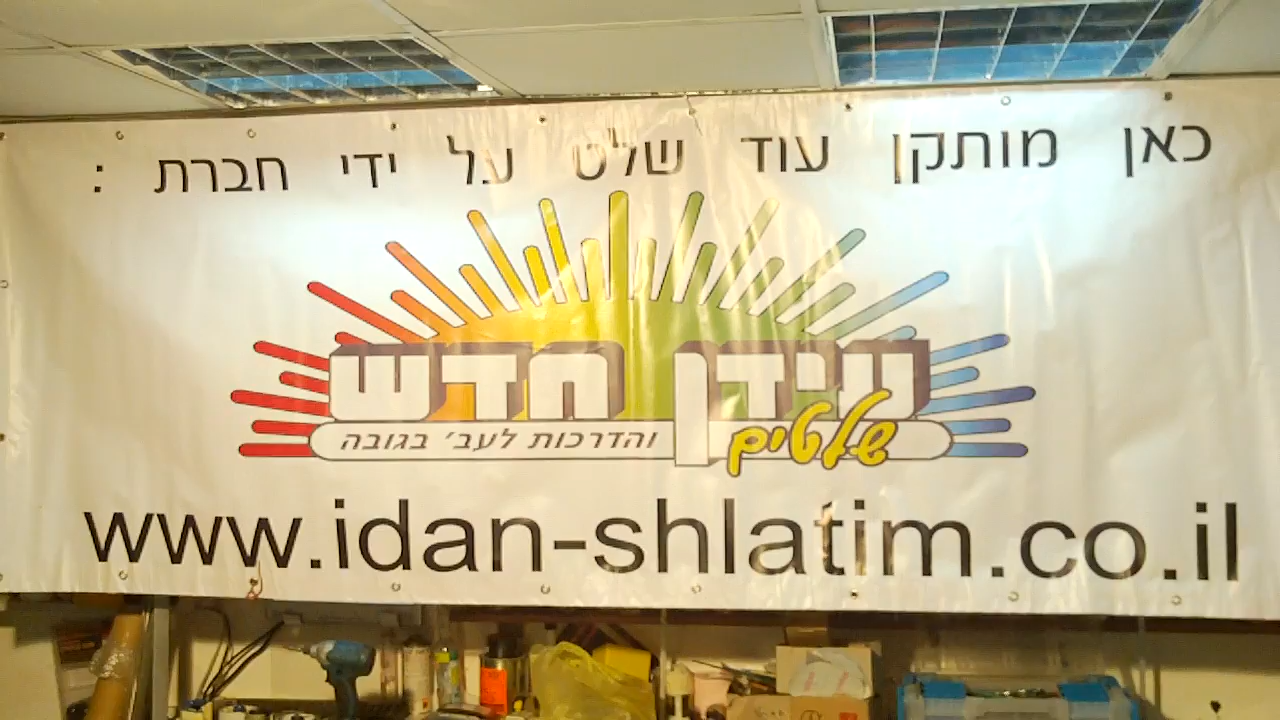 כאן מותקן עוד שלט על ידי חברת :
עידן חדש
שלטים
והדרכות לעב' בגובה
www.idan-shlatim.co.il